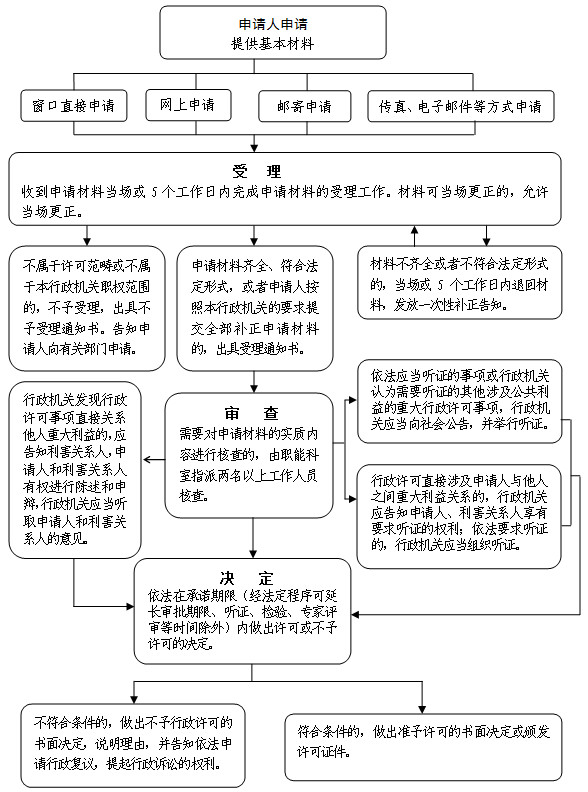 申请人申请
提供基本材料
窗口直接申请
网上申请
邮寄申请
传真、电子邮件等方式申请
受 理
收到申请材料当场或 5 个工作日内完成申请材料的受理工作。材料可当场更正的，允许
当场更正。
不属于许可范畴或不属
于本行政机关职权范围
的，不予受理，出具不
予受理通知书。告知申
请人向有关部门申请。
申请材料齐全、符合法
定形式，或者申请人按
照本行政机关的要求提
交全部补正申请材料
的，出具受理通知书。
材料不齐全或者不符合法定形式
的，当场或 5 个工作日内退回材
料，发放一次性补正告知。
行政机关发现行政
许可事项直接关系
他人重大利益的，应
告知利害关系人，申
请人和利害关系人
有权进行陈述和申
辩，行政机关应当听
取申请人和利害关
系人的意见。
审 查
需要对申请材料的实质内
容进行核查的，由职能科
室指派两名以上工作人员
核查。
依法应当听证的事项或行政机关
认为需要听证的其他涉及公共利
益的重大行政许可事项，行政机
关应当向社会公告，并举行听证。
行政许可直接涉及申请人与他人
之间重大利益关系的，行政机关
应告知申请人、利害关系人享有
要求听证的权利；依法要求听证
的，行政机关应当组织听证。
决 定
依法在承诺期限（经法定程序可延
长审批期限、听证、检验、专家评
审等时间除外）内做出许可或不予
许可的决定。
不符合条件的，做出不予行政许可的
书面决定，说明理由，并告知依法申
请行政复议，提起行政诉讼的权利。
符合条件的，做出准予许可的书面决定或颁发
许可证件。